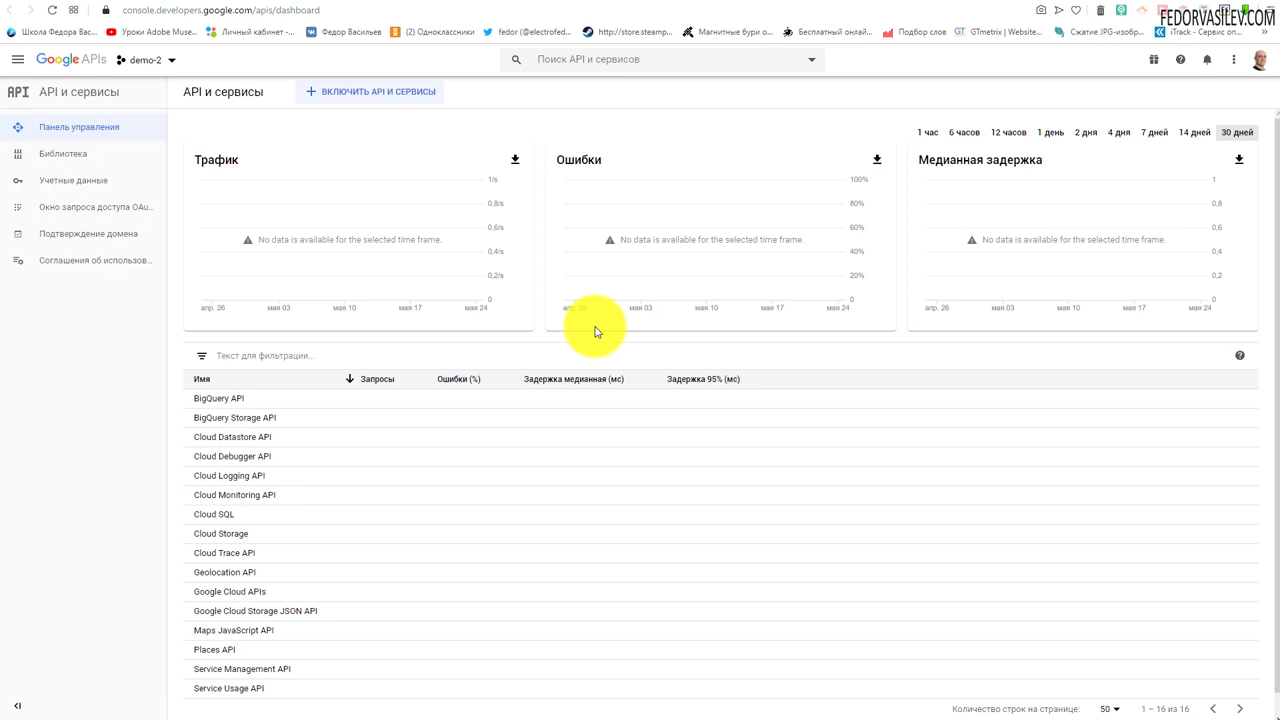 console.developers.google.com/apis/dashboard
FEDORVASILEV.COM
Школа Федора Вас...
Уроки Adobe Muse...
Личный кабинет -...
Федор Васильев
(2) Одноклассники
fedor (@electrofed...
http://store.steamp...
Магнитные бури о...
Бесплатный онлай...
Подбор слов
GTmetrix | Website...
Сжатие JPG-изобр...
iTrack - Сервис оп...
Google APIs
demo-2
Поиск API и сервисы
API
API и сервисы
API и сервисы
ВКЛЮЧИТЬ API И СЕРВИСЫ
Панель управления
Библиотека
Учетные данные
Окно запроса доступа OAu...
Подтверждение домена
Соглашения об использов...
1 час 6 часов 12 часов 1 день 2 дня 4 дня 7 дней 14 дней 30 дней
Трафик
1/s
0,8/s
0,6/s
No data is available for the selected time frame.
0,4/s
0,2/s
0
апр. 26 мая 03 мая 10 мая 17 мая 24
Ошибки
100%
80%
60%
No data is available for the selected time frame.
40%
20%
0
апр. 26 мая 03 мая 10 мая 17 мая 24
Медианная задержка
1
0,8
0,6
No data is available for the selected time frame.
0,4
0,2
0
апр. 26 мая 03 мая 10 мая 17 мая 24
Текст для фильтрации...
Имя Запросы Ошибки (%) Задержка медианная (мс) Задержка 95% (мс)
BigQuery API
BigQuery Storage API
Cloud Datastore API
Cloud Debugger API
Cloud Logging API
Cloud Monitoring API
Cloud SQL
Cloud Storage
Cloud Trace API
Geolocation API
Google Cloud APIs
Google Cloud Storage JSON API
Maps JavaScript API
Places API
Service Management API
Service Usage API
Количество строк на странице: 50 1 – 16 из 16